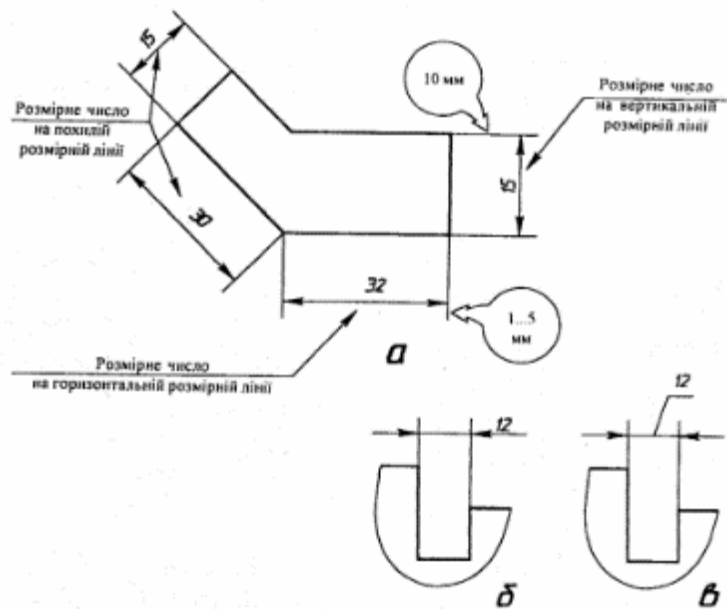 15
10 мм
Розмірне число
на вертикальній
розмірній лінії
Розмірне число
на похилій
розмірній лінії
15
30
32
1...5
мм
а
Розмірне число
на горизонтальній розмірній лінії
12
12
б
в